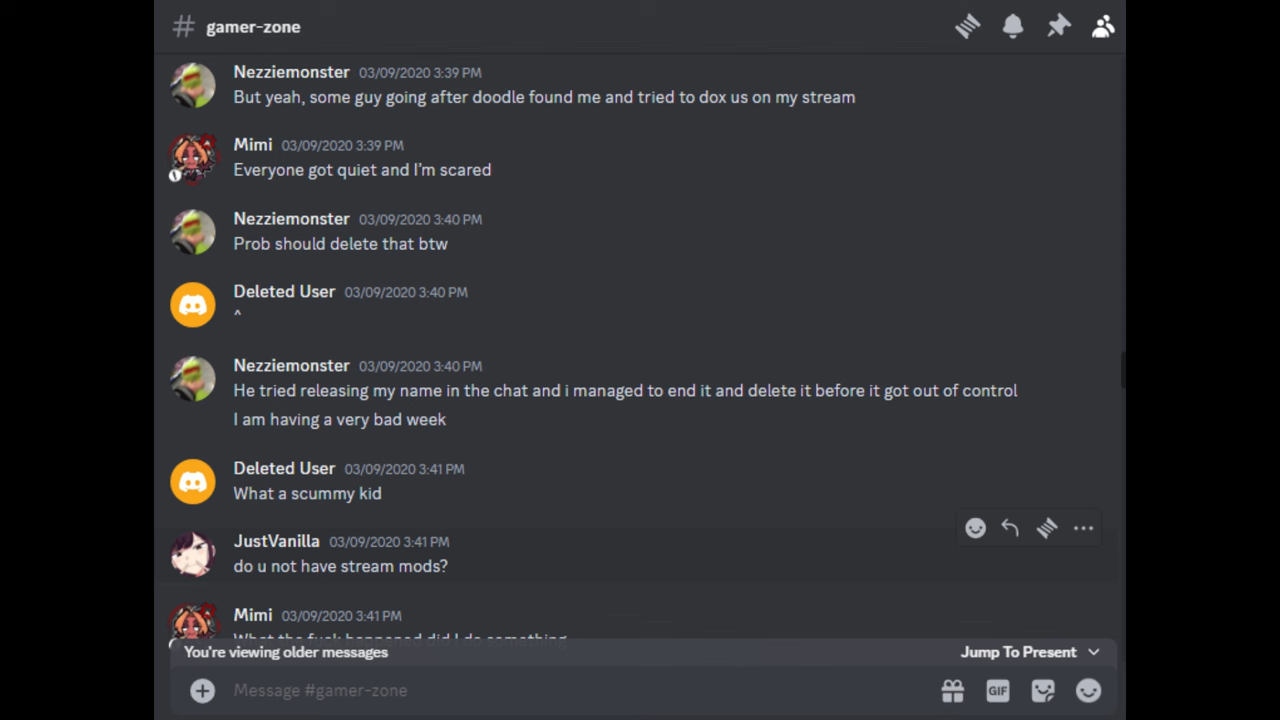 # gamer-zone
Nezziemonster 03/09/2020 3:39 PM
But yeah, some guy going after doodle found me and tried to dox us on my stream
Mimi 03/09/2020 3:39 PM
Everyone got quiet and I'm scared
Nezziemonster 03/09/2020 3:40 PM
Prob should delete that btw
Deleted User 03/09/2020 3:40 PM
^
Nezziemonster 03/09/2020 3:40 PM
He tried releasing my name in the chat and i managed to end it and delete it before it got out of control
I am having a very bad week
Deleted User 03/09/2020 3:41 PM
What a scummy kid
JustVanilla 03/09/2020 3:41 PM
do u not have stream mods?
Mimi 03/09/2020 3:41 PM
What the fuck happened did I do something
You're viewing older messages Jump To Present
Message #gamer-zone GIF